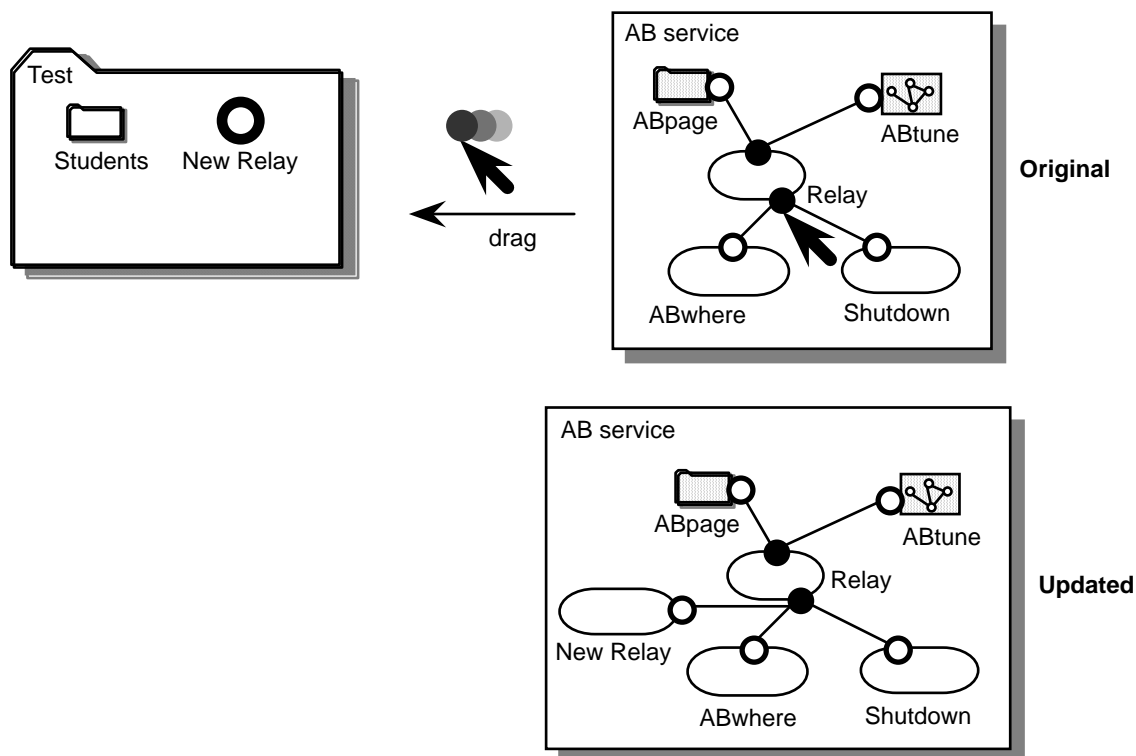 Test
Students
New Relay
drag
AB service
ABpage
ABtune
Relay
ABwhere
Shutdown
Original
AB service
ABpage
ABtune
Relay
New Relay
ABwhere
Shutdown
Updated